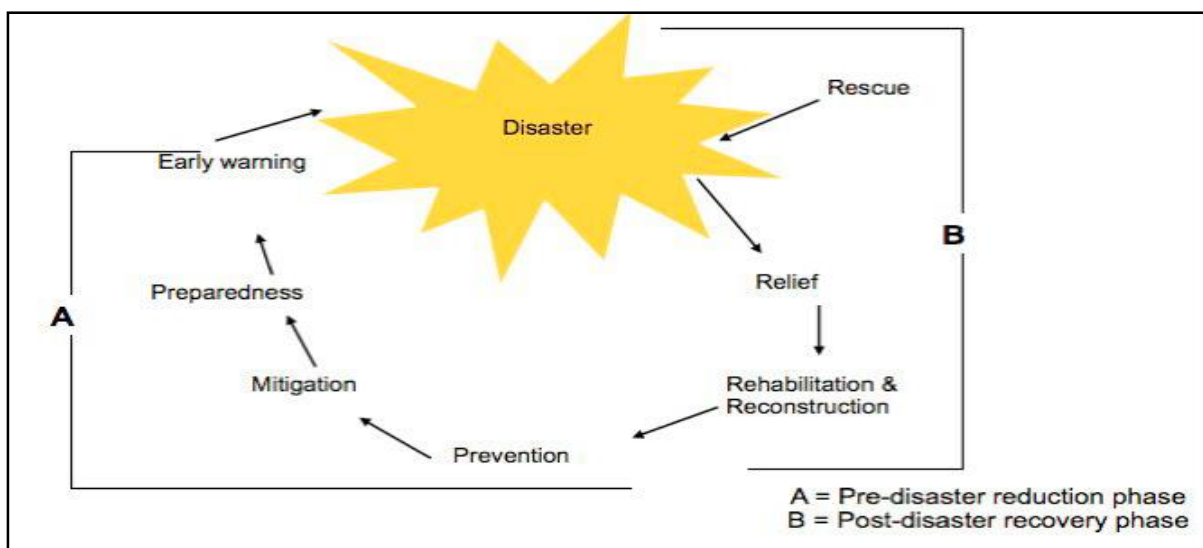 Rescue
Disaster
Early warning
B
Relief
Preparedness
A
Mitigation
Rehabilitation &
Reconstruction
Prevention
A = Pre-disaster reduction phase
B = Post-disaster recovery phase